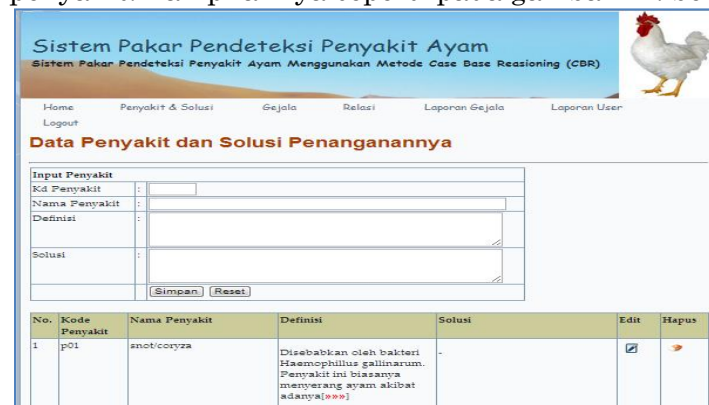 Sistem Pakar Pendeteksi Penyakit Ayam
Sistem Pakar Pendeteksi Penyakit Ayam Menggunakan Metode Case Base Reasioning (CBR)
Home Penyakit & Solusi Gejala Relasi Laporan Gejala Laporan User
Logout
Data Penyakit dan Solusi Penanganannya
Input Penyakit
Kd Penyakit :
Nama Penyakit :
Definisi :
Solusi :
Simpan Reset
No. Kode Penyakit Nama Penyakit Definisi Solusi Edit Hapus
1 p01 snot/coryza
Disebabkan oleh bakteri
Haemophillus gallinarum.
Penyakit ini biasanya
menyerang ayam akibat
adanya[»»»]
-